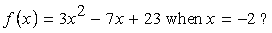 f(x) = 3x² − 7x + 23 when x = −2 ?